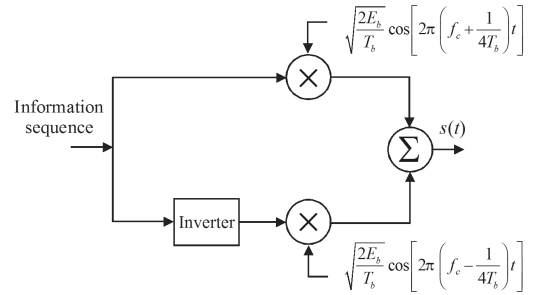 √(2E_b/T_b) cos[2π(f_c + 1/(4T_b))t]
×
Information
sequence
s(t)
Σ
Inverter
×
√(2E_b/T_b) cos[2π(f_c − 1/(4T_b))t]